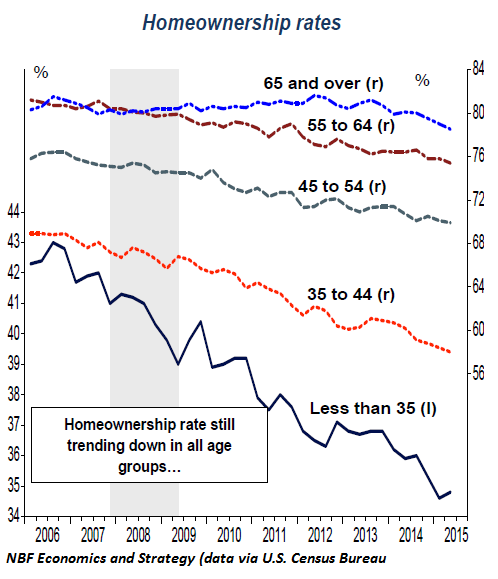 Homeownership rates
%
%
84
80
76
72
68
64
60
56
44
43
42
41
40
39
38
37
36
35
34
65 and over (r)
55 to 64 (r)
45 to 54 (r)
35 to 44 (r)
Less than 35 (l)
Homeownership rate still
trending down in all age
groups…
2006 2007 2008 2009 2010 2011 2012 2013 2014 2015
NBF Economics and Strategy (data via U.S. Census Bureau